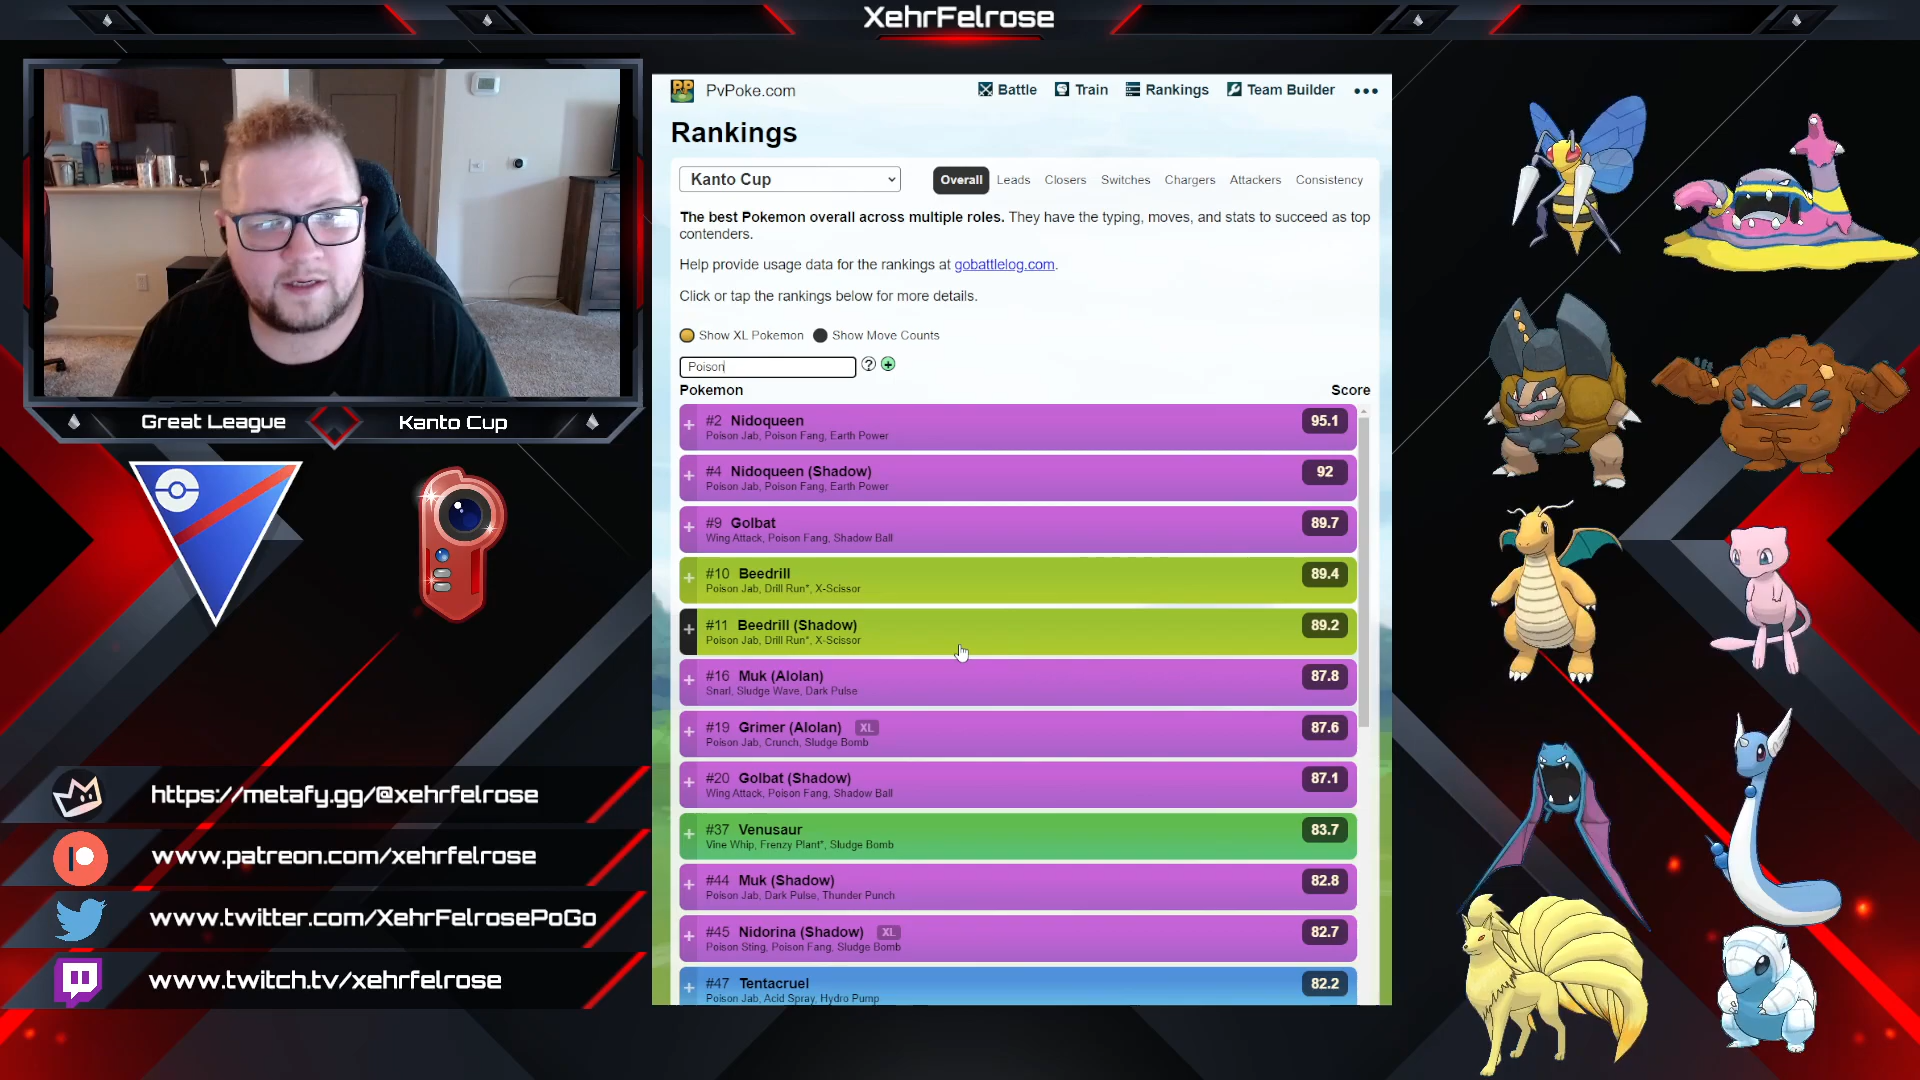 XehrFelrose
PvPoke.com
Battle
Train
Rankings
Team Builder
Rankings
Kanto Cup
Overall
Leads
Closers
Switches
Chargers
Attackers
Consistency
The best Pokemon overall across multiple roles. They have the typing, moves, and stats to succeed as top
contenders.
Help provide usage data for the rankings at gobattlelog.com.
Click or tap the rankings below for more details.
Show XL Pokemon
Show Move Counts
Poison
?
Pokemon
Score
#2 Nidoqueen
Poison Jab, Poison Fang, Earth Power
95.1
#4 Nidoqueen (Shadow)
Poison Jab, Poison Fang, Earth Power
92
#9 Golbat
Wing Attack, Poison Fang, Shadow Ball
89.7
#10 Beedrill
Poison Jab, Drill Run*, X-Scissor
89.4
#11 Beedrill (Shadow)
Poison Jab, Drill Run*, X-Scissor
89.2
#16 Muk (Alolan)
Snarl, Sludge Wave, Dark Pulse
87.8
#19 Grimer (Alolan) XL
Poison Jab, Crunch, Sludge Bomb
87.6
#20 Golbat (Shadow)
Wing Attack, Poison Fang, Shadow Ball
87.1
#37 Venusaur
Vine Whip, Frenzy Plant*, Sludge Bomb
83.7
#44 Muk (Shadow)
Poison Jab, Dark Pulse, Thunder Punch
82.8
#45 Nidorina (Shadow) XL
Poison Sting, Poison Fang, Sludge Bomb
82.7
#47 Tentacruel
Poison Jab, Acid Spray, Hydro Pump
82.2
Great League
Kanto Cup
https://metafy.gg/@xehrfelrose
www.patreon.com/xehrfelrose
www.twitter.com/XehrFelrosePoGo
www.twitch.tv/xehrfelrose